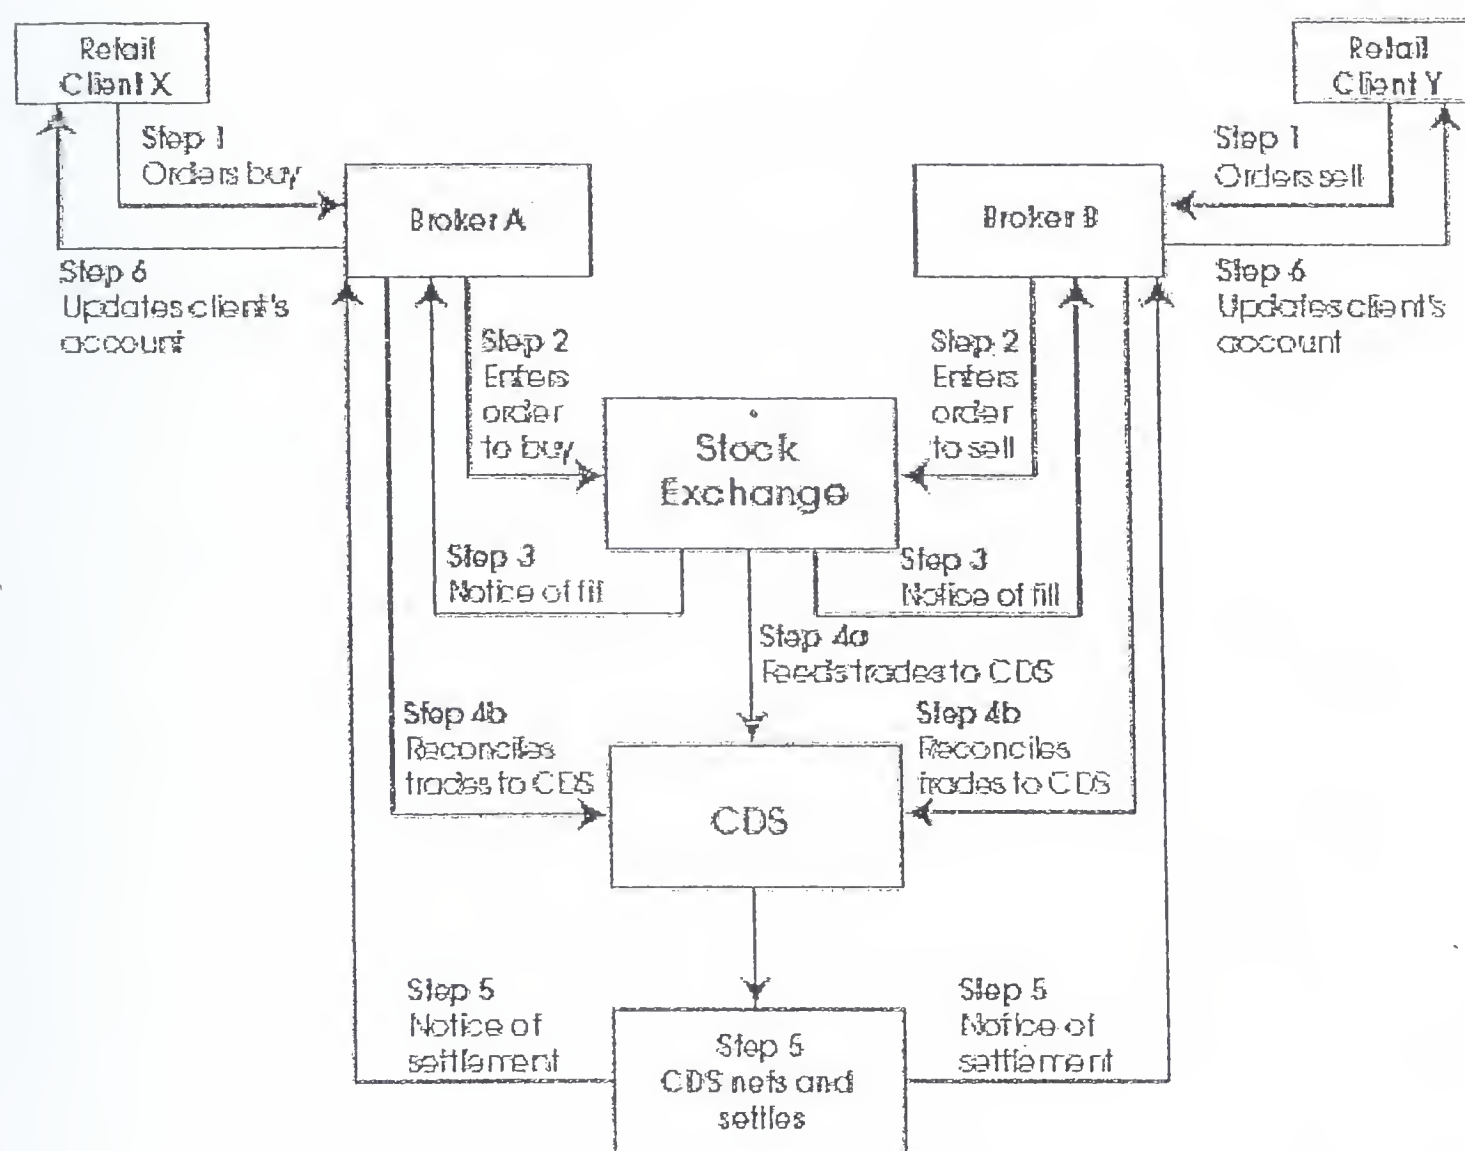 Retail
Client X
Retail
Client Y
Step 1
Orders buy
Step 1
Orders sell
Broker A
Broker B
Step 6
Updates client's
account
Step 6
Updates client's
account
Step 2
Enters
order
to buy
Step 2
Enters
order
to sell
Stock
Exchange
Step 3
Notice of fill
Step 3
Notice of fill
Step 4a
Feeds trades to CDS
Step 4b
Reconciles
trades to CDS
Step 4b
Reconciles
trades to CDS
CDS
Step 5
Notice of
settlement
Step 5
Notice of
settlement
Step 5
CDS nets and
settles